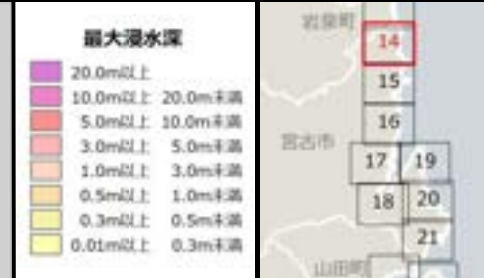 最大浸水深
20.0m以上
10.0m以上 20.0m未満
5.0m以上 10.0m未満
3.0m以上 5.0m未満
1.0m以上 3.0m未満
0.5m以上 1.0m未満
0.3m以上 0.5m未満
0.01m以上 0.3m未満
岩泉町
14
15
16
宮古市
17 19
18 20
21
山田町